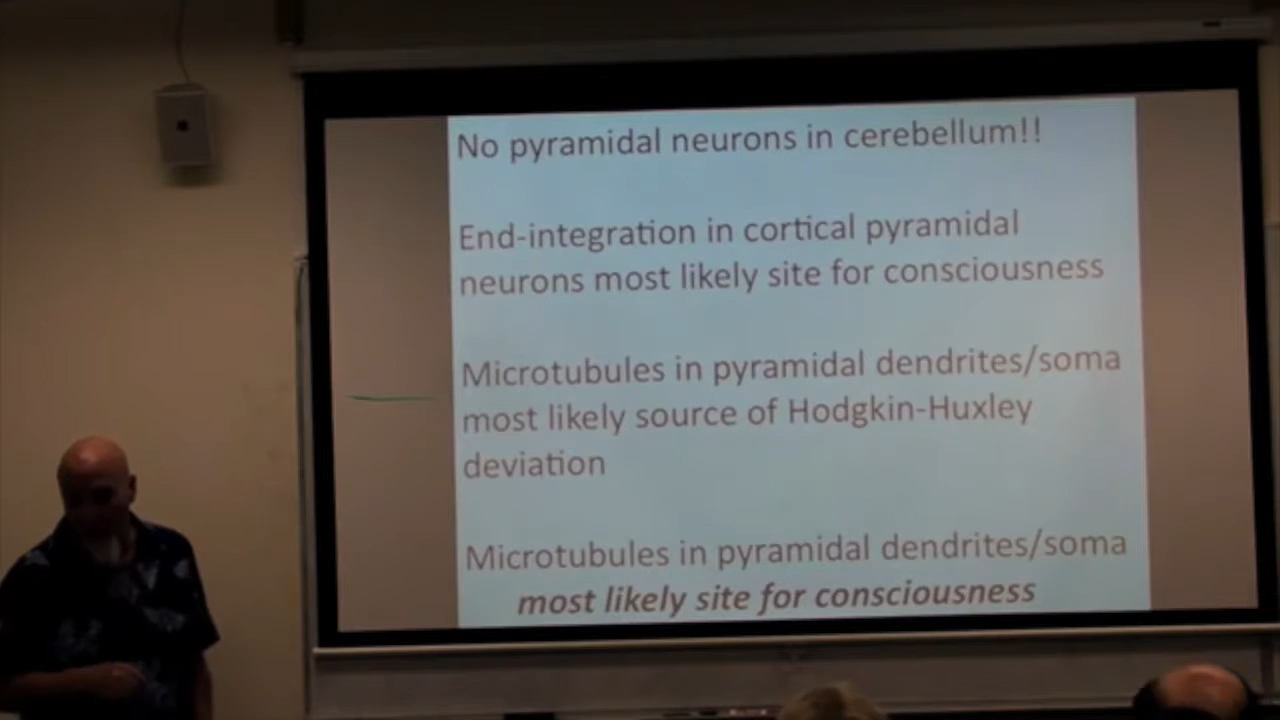 No pyramidal neurons in cerebellum!!
End-integration in cortical pyramidal
neurons most likely site for consciousness
Microtubules in pyramidal dendrites/soma
most likely source of Hodgkin-Huxley
deviation
Microtubules in pyramidal dendrites/soma
most likely site for consciousness